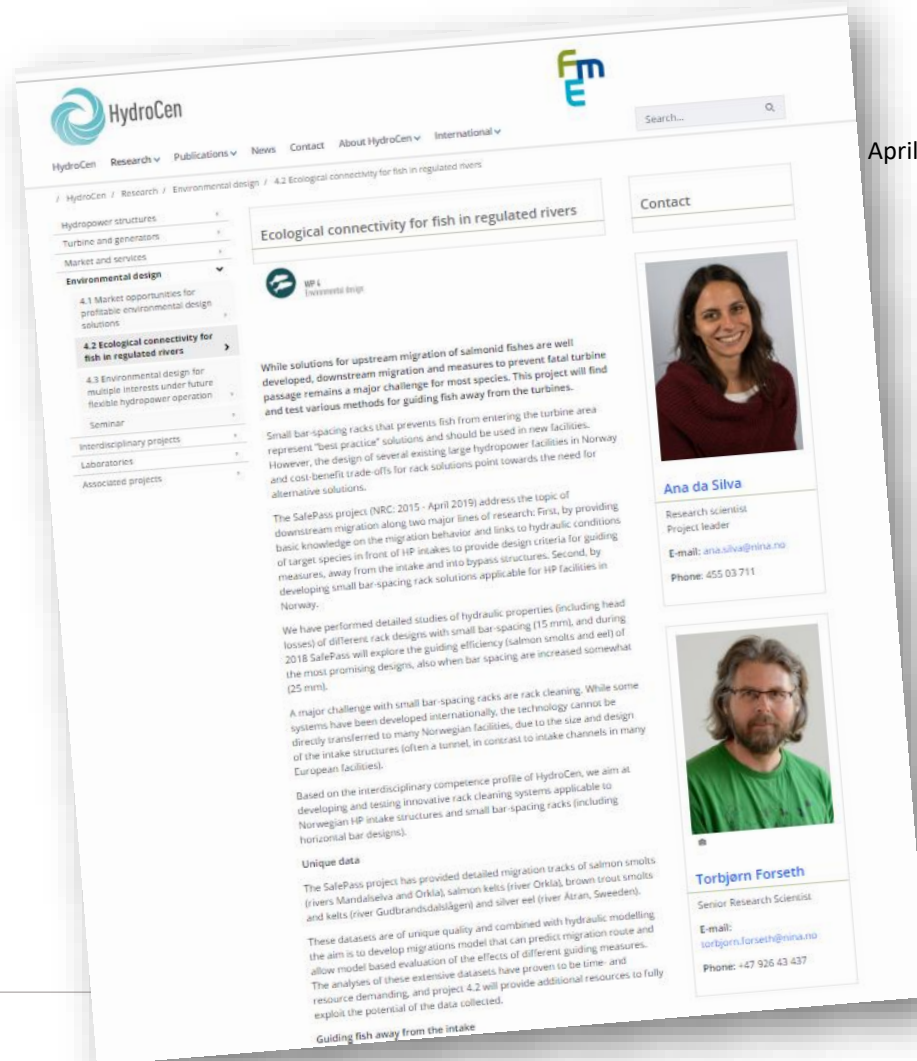 HydroCen
Fm
E
Search...
April
HydroCen Research Publications News Contact About HydroCen International
/ HydroCen / Research / Environmental design / 4.2 Ecological connectivity for fish in regulated rivers
Hydropower structures
Turbine and generators
Market and services
Environmental design
4.1 Market opportunities for
profitable environmental design
solutions
4.2 Ecological connectivity for
fish in regulated rivers
4.3 Environmental design for
multiple interests under future
flexible hydropower operation
Seminar
Interdisciplinary projects
Laboratories
Associated projects
Ecological connectivity for fish in regulated rivers
WP 4
Environmental design
While solutions for upstream migration of salmonid fishes are well
developed, downstream migration and measures to prevent fatal turbine
passage remains a major challenge for most species. This project will find
and test various methods for guiding fish away from the turbines.
Small bar-spacing racks that prevents fish from entering the turbine area
represent "best practice" solutions and should be used in new facilities.
However, the design of several existing large hydropower facilities in Norway
and cost-benefit trade-offs for rack solutions point towards the need for
alternative solutions.
The SafePass project (NRC: 2015 - April 2019) address the topic of
downstream migration along two major lines of research: First, by providing
basic knowledge on the migration behavior and links to hydraulic conditions
of target species in front of HP intakes to provide design criteria for guiding
measures, away from the intake and into bypass structures. Second, by
developing small bar-spacing rack solutions applicable for HP facilities in
Norway.
We have performed detailed studies of hydraulic properties (including head
losses) of different rack designs with small bar-spacing (15 mm), and during
2018 SafePass will explore the guiding efficiency (salmon smolts and eel) of
the most promising designs, also when bar spacing are increased somewhat
(25 mm).
A major challenge with small bar-spacing racks are rack cleaning. While some
systems have been developed internationally, the technology cannot be
directly transferred to many Norwegian facilities, due to the size and design
of the intake structures (often a tunnel, in contrast to intake channels in many
European facilities).
Based on the interdisciplinary competence profile of HydroCen, we aim at
developing and testing innovative rack cleaning systems applicable to
Norwegian HP intake structures and small bar-spacing racks (including
horizontal bar designs).
Unique data
The SafePass project has provided detailed migration tracks of salmon smolts
(rivers Mandalselva and Orkla), salmon kelts (river Orkla), brown trout smolts
and kelts (river Gudbrandsdalslågen) and silver eel (river Ätran, Sweeden).
These datasets are of unique quality and combined with hydraulic modelling
the aim is to develop migrations model that can predict migration route and
allow model based evaluation of the effects of different guiding measures.
The analyses of these extensive datasets have proven to be time- and
resource demanding, and project 4.2 will provide additional resources to fully
exploit the potential of the data collected.
Guiding fish away from the intake
Contact
Ana da Silva
Research scientist
Project leader
E-mail: ana.silva@nina.no
Phone: 455 03 711
Torbjørn Forseth
Senior Research Scientist
E-mail:
torbjorn.forseth@nina.no
Phone: +47 926 43 437